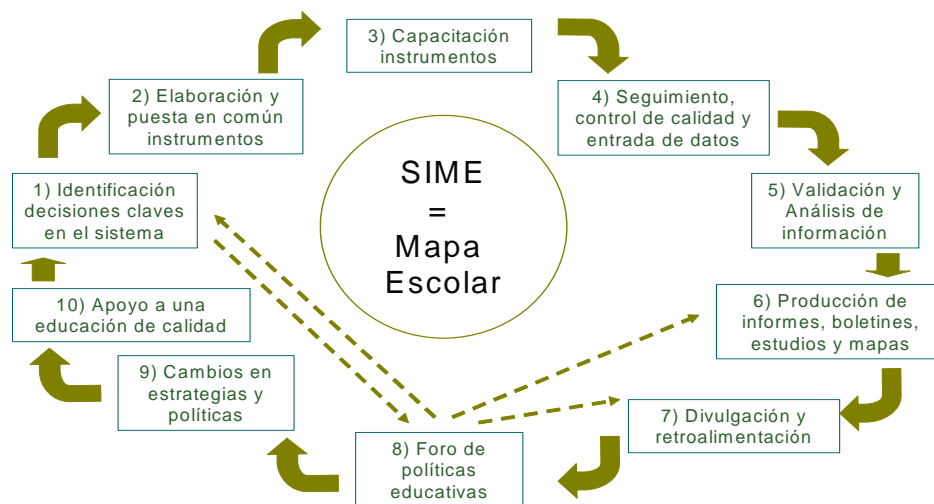 3) Capacitación
instrumentos
2) Elaboración y
puesta en común
instrumentos
4) Seguimiento,
control de calidad y
entrada de datos
SIME
=
Mapa
Escolar
1) Identificación
decisiones claves
en el sistema
5) Validación y
Análisis de
información
10) Apoyo a una
educación de calidad
6) Producción de
informes, boletines,
estudios y mapas
9) Cambios en
estrategias y
políticas
7) Divulgación y
retroalimentación
8) Foro de
políticas
educativas